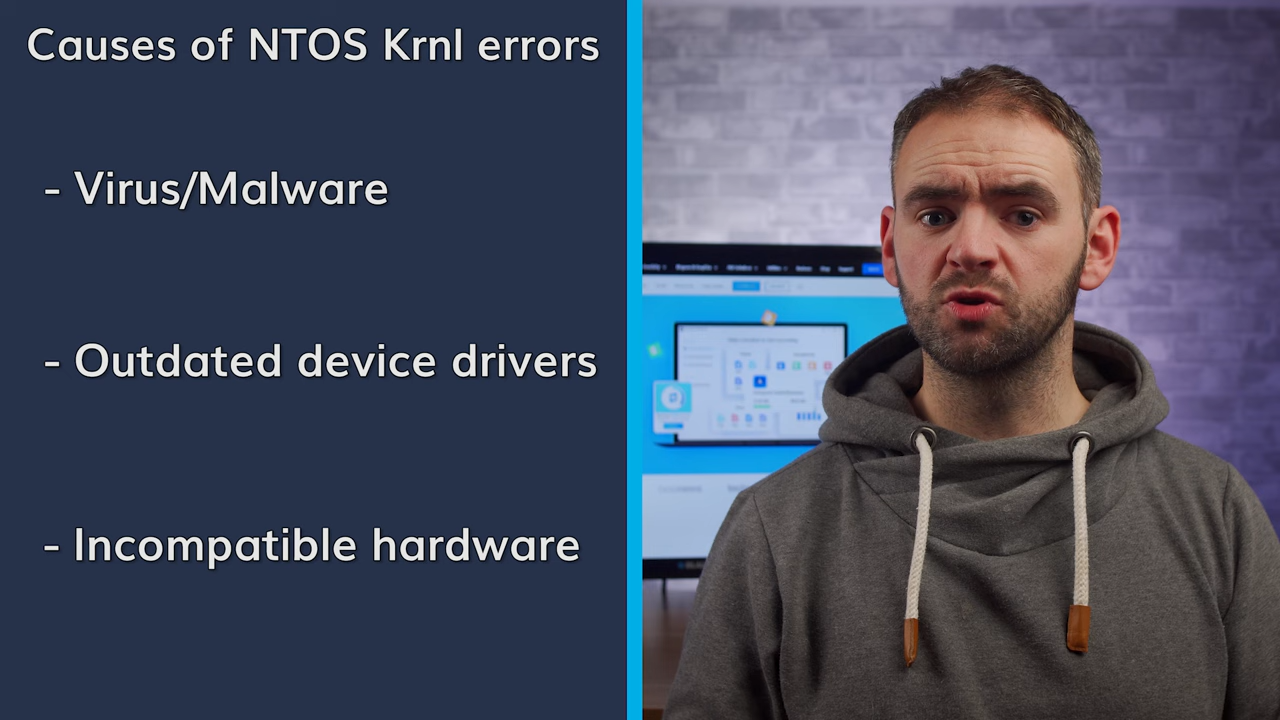 Causes of NTOS Krnl errors
- Virus/Malware
- Outdated device drivers
- Incompatible hardware